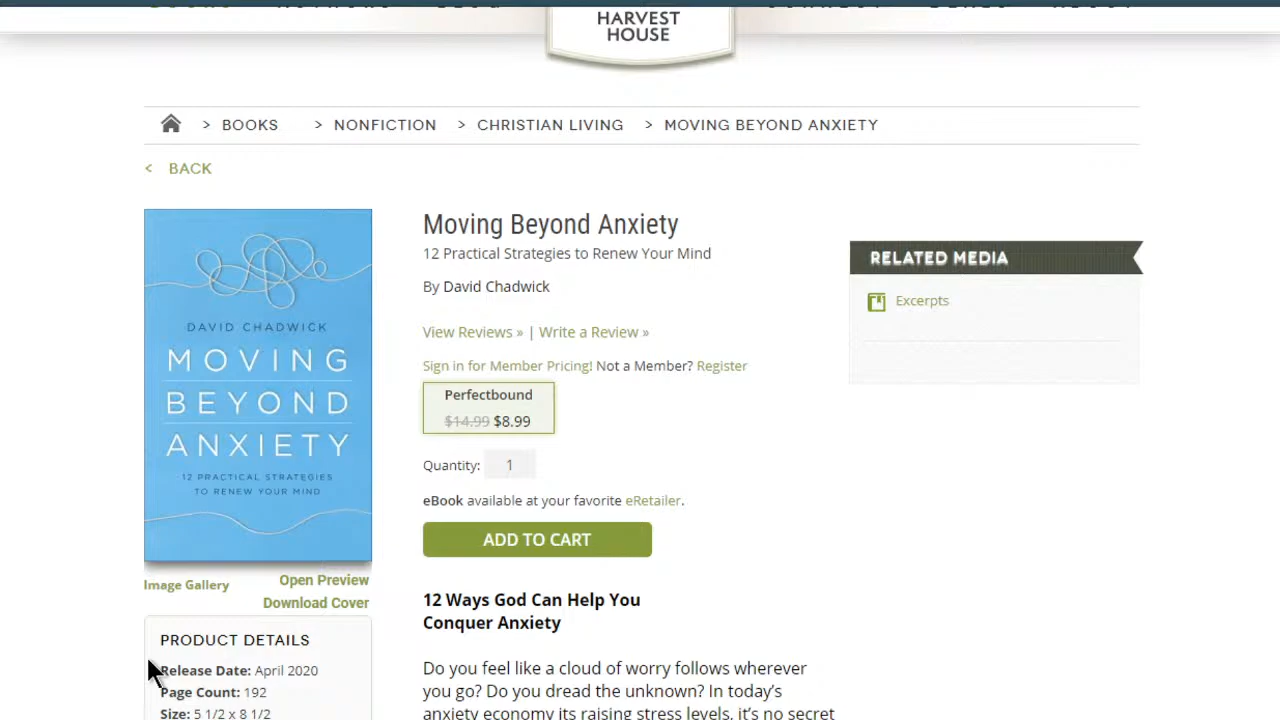 HARVEST
HOUSE
> BOOKS > NONFICTION > CHRISTIAN LIVING > MOVING BEYOND ANXIETY
< BACK
DAVID CHADWICK
MOVING
BEYOND
ANXIETY
12 PRACTICAL STRATEGIES
TO RENEW YOUR MIND
Image Gallery
Open Preview
Download Cover
PRODUCT DETAILS
Release Date: April 2020
Page Count: 192
Size: 5 1/2 x 8 1/2
Moving Beyond Anxiety
12 Practical Strategies to Renew Your Mind
By David Chadwick
View Reviews » | Write a Review »
Sign in for Member Pricing! Not a Member? Register
Perfectbound
$14.99 $8.99
Quantity: 1
eBook available at your favorite eRetailer.
ADD TO CART
12 Ways God Can Help You
Conquer Anxiety
Do you feel like a cloud of worry follows wherever
you go? Do you dread the unknown? In today's
anxiety economy its raising stress levels, it's no secret
RELATED MEDIA
Excerpts